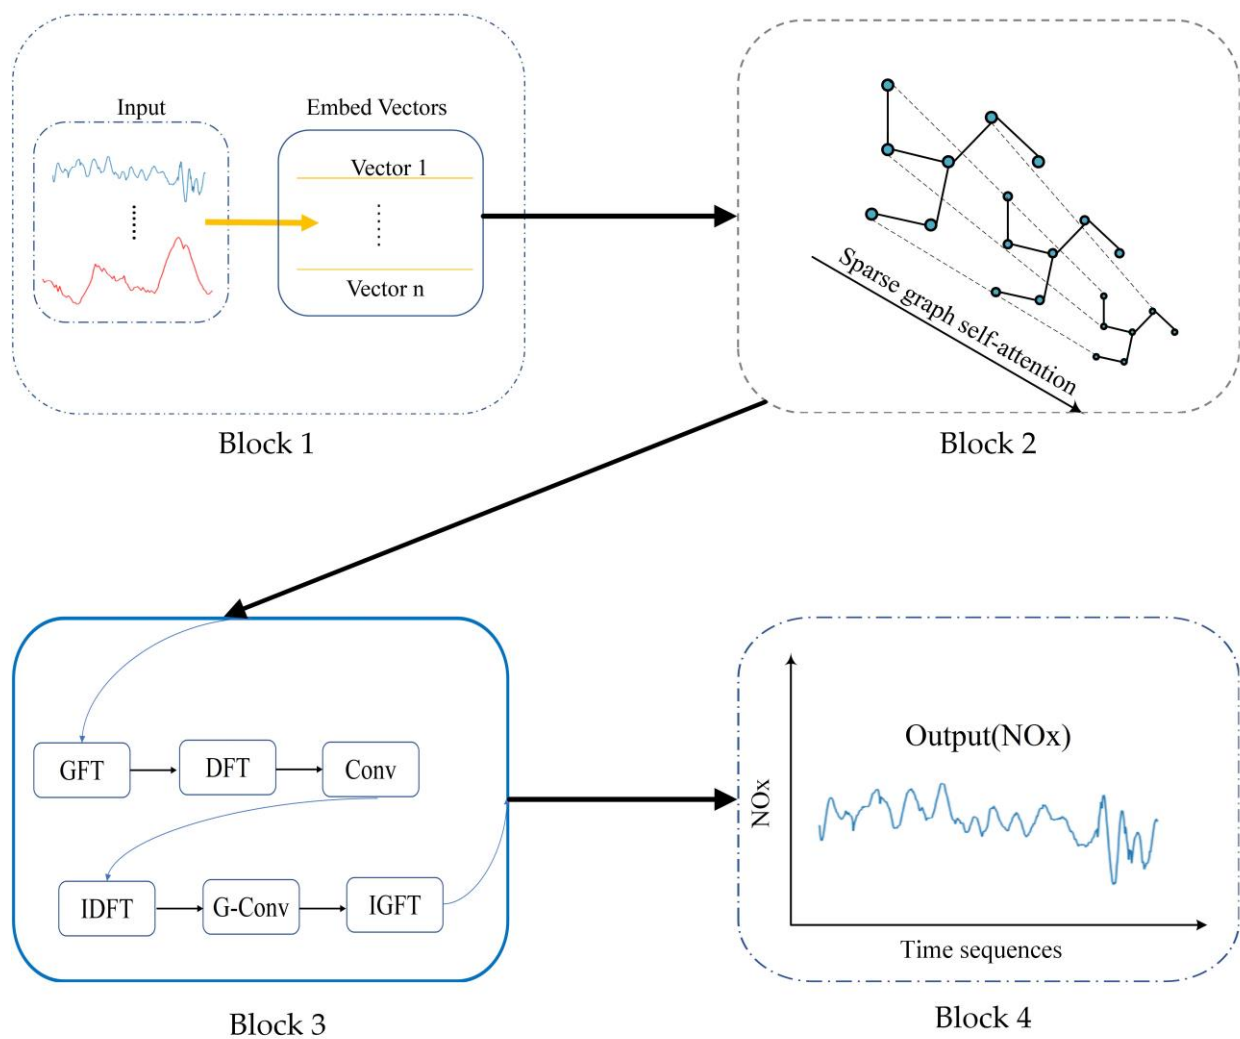 Input
Embed Vectors
Vector 1
Vector n
Block 1
Sparse graph self-attention
Block 2
GFT
DFT
Conv
IDFT
G-Conv
IGFT
Block 3
Output(NOx)
NOx
Time sequences
Block 4